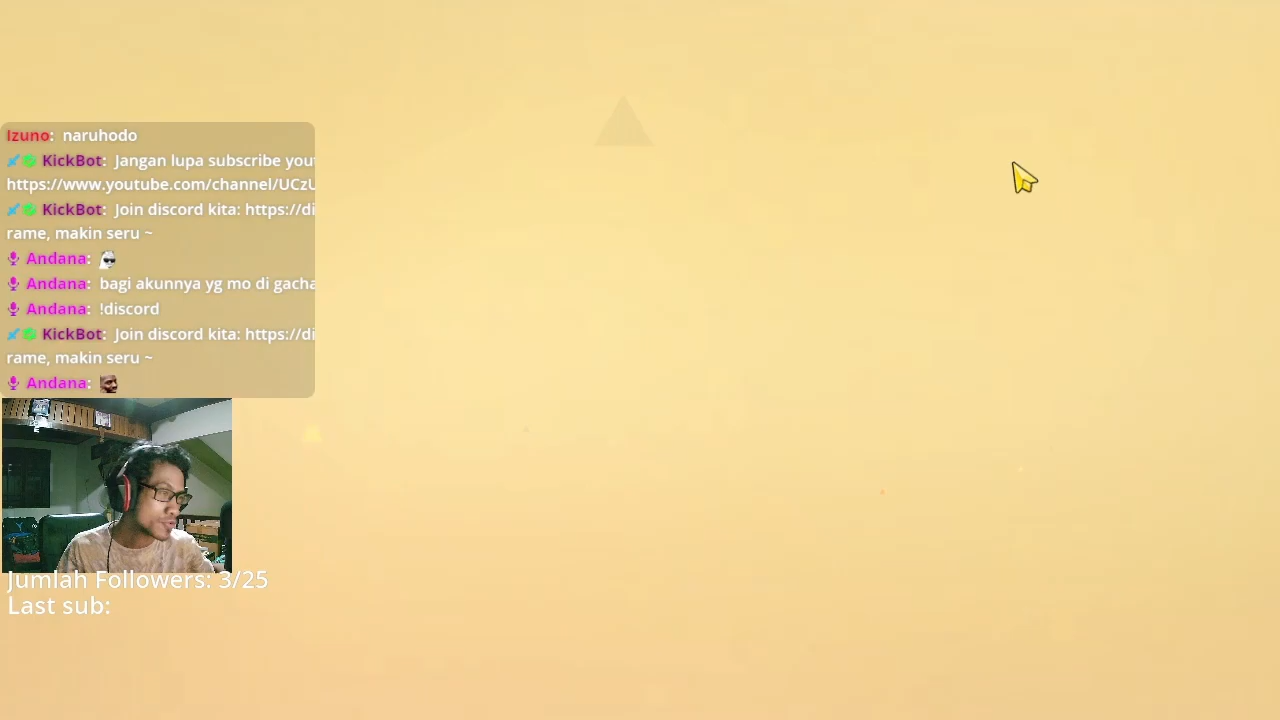 Izuno: naruhodo
KickBot: Jangan lupa subscribe you
https://www.youtube.com/channel/UCzU
KickBot: Join discord kita: https://di
rame, makin seru ~
Andana:
Andana: bagi akunnya yg mo di gacha
Andana: !discord
KickBot: Join discord kita: https://di
rame, makin seru ~
Andana:
Jumlah Followers: 3/25
Last sub: